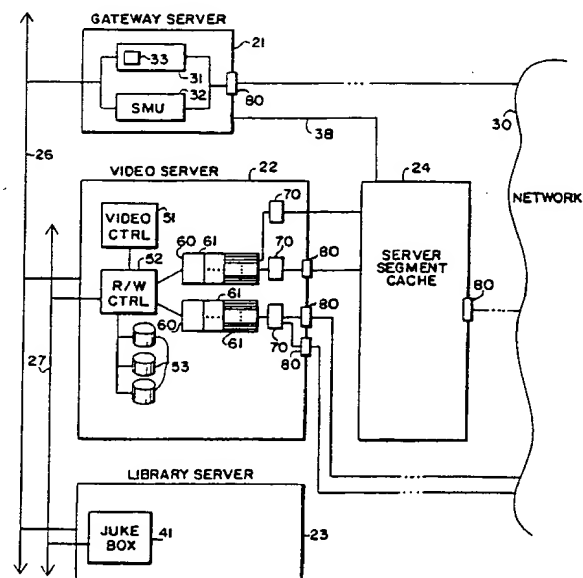 GATEWAY SERVER
21
33
31
SMU
32
80
26
38
30
VIDEO SERVER
22
24
NETWORK
VIDEO
CTRL
51
70
60
61
52
R/W
CTRL
70
80
SERVER
SEGMENT
CACHE
80
61
80
60
61
70
80
53
27
LIBRARY SERVER
JUKE
BOX
41
23